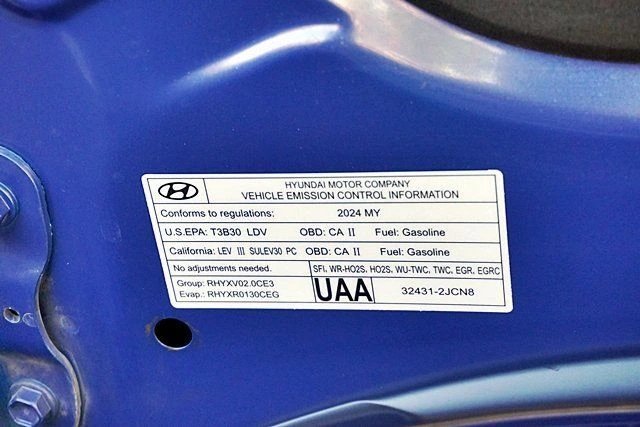 HYUNDAI MOTOR COMPANY
VEHICLE EMISSION CONTROL INFORMATION
Conforms to regulations: 2024 MY
U.S.EPA: T3B30 LDV OBD: CA II Fuel: Gasoline
California: LEV III SULEV30 PC OBD: CA II Fuel: Gasoline
No adjustments needed. SFI, WR-HO2S, HO2S, WU-TWC, TWC, EGR, EGRC
Group: RHYXV02.0CE3
Evap.: RHYXR0130CEG
UAA 32431-2JCN8